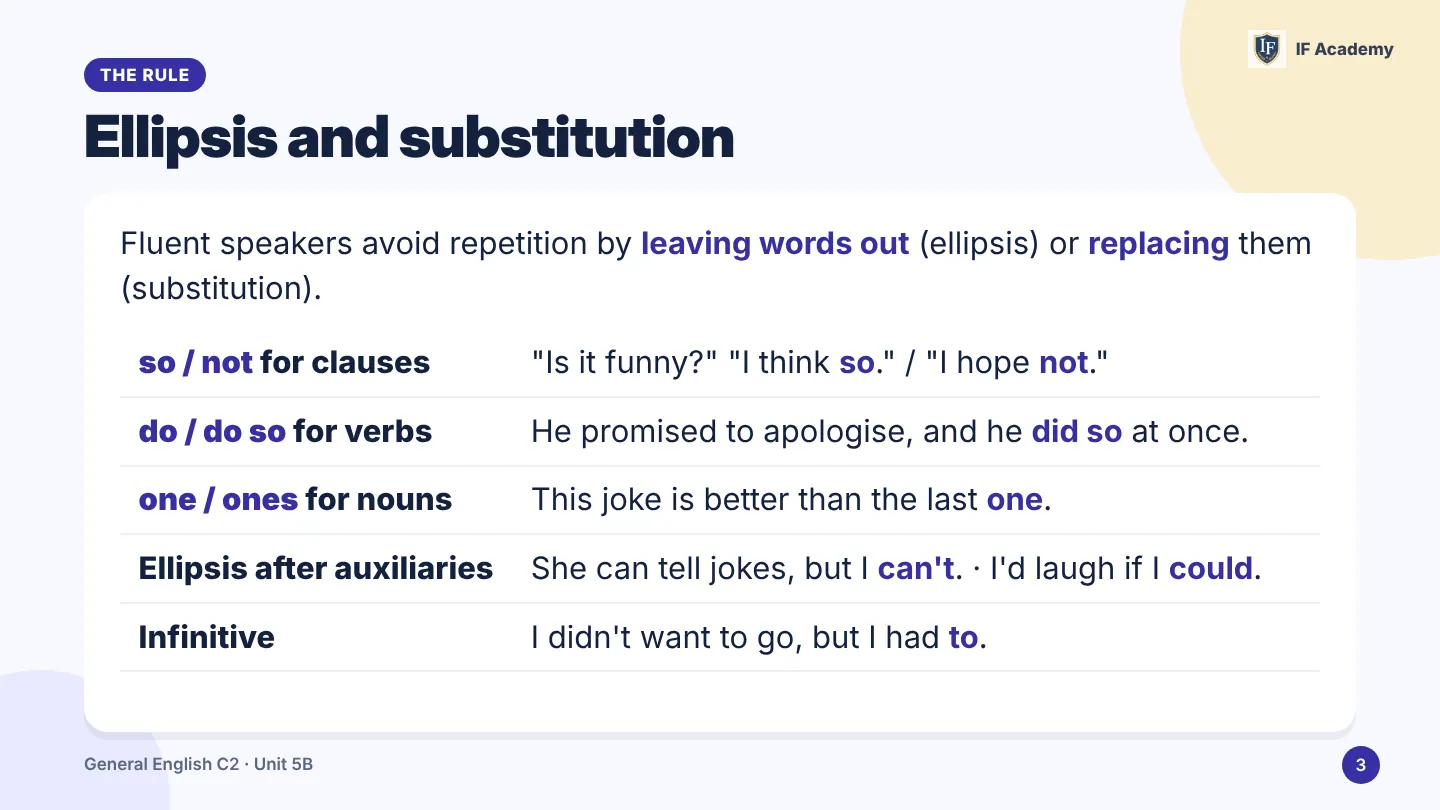 IF
IF Academy
THE RULE
Ellipsis and substitution
Fluent speakers avoid repetition by leaving words out (ellipsis) or replacing them
(substitution).
so / not for clauses "Is it funny?" "I think so." / "I hope not."
do / do so for verbs He promised to apologise, and he did so at once.
one / ones for nouns This joke is better than the last one.
Ellipsis after auxiliaries She can tell jokes, but I can't. · I'd laugh if I could.
Infinitive I didn't want to go, but I had to.
General English C2 · Unit 5B
3